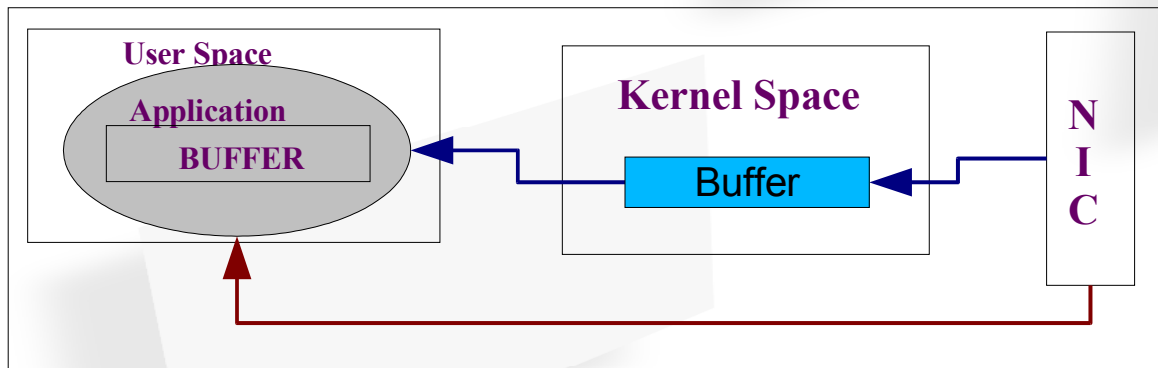 User Space
Application
BUFFER
Kernel Space
Buffer
N
I
C